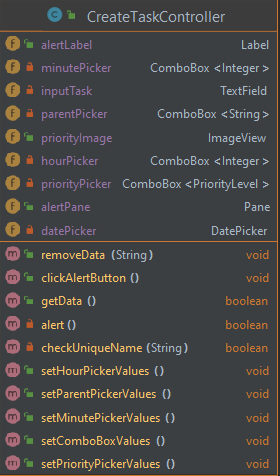 CreateTaskController
alertLabel Label
minutePicker ComboBox <Integer>
inputTask TextField
parentPicker ComboBox <String>
priorityImage ImageView
hourPicker ComboBox <Integer>
priorityPicker ComboBox <PriorityLevel>
alertPane Pane
datePicker DatePicker
removeData (String) void
clickAlertButton () void
getData () boolean
alert() boolean
checkUniqueName (String) boolean
setHourPickerValues () void
setParentPickerValues () void
setMinutePickerValues () void
setComboBoxValues () void
setPriorityPickerValues () void